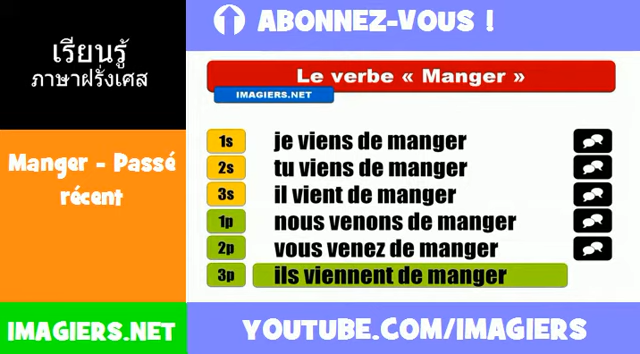 เรียนรู้
ภาษาฝรั่งเศส
Manger - Passé
récent
IMAGIERS.NET
ABONNEZ-VOUS !
Le verbe « Manger »
IMAGIERS.NET
1s je viens de manger
2s tu viens de manger
3s il vient de manger
1p nous venons de manger
2p vous venez de manger
3p ils viennent de manger
YOUTUBE.COM/IMAGIERS